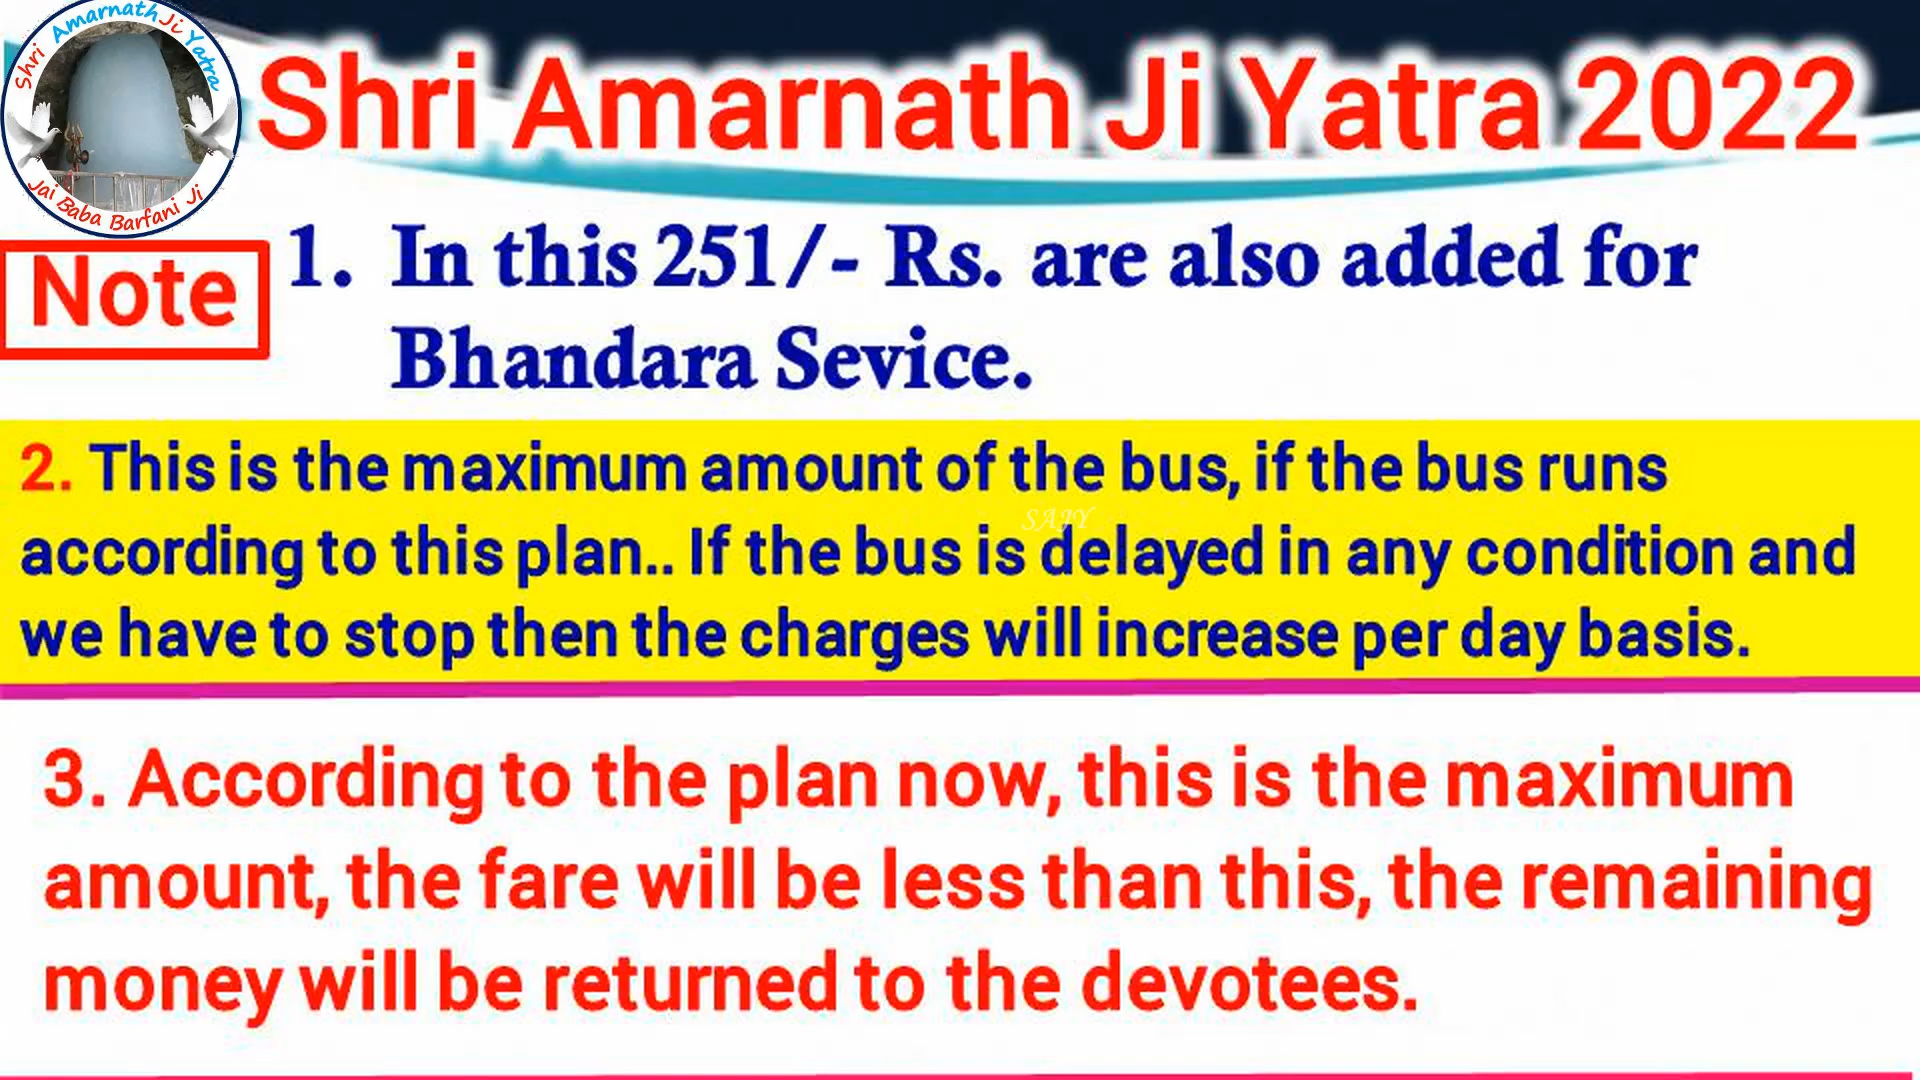 Shri Amarnath Ji Yatra
Jai Baba Barfani Ji
Shri Amarnath Ji Yatra 2022
Note
1. In this 251/- Rs. are also added for
Bhandara Sevice.
2. This is the maximum amount of the bus, if the bus runs
according to this plan.. If the bus is delayed in any condition and
we have to stop then the charges will increase per day basis.
SAJY
3. According to the plan now, this is the maximum
amount, the fare will be less than this, the remaining
money will be returned to the devotees.